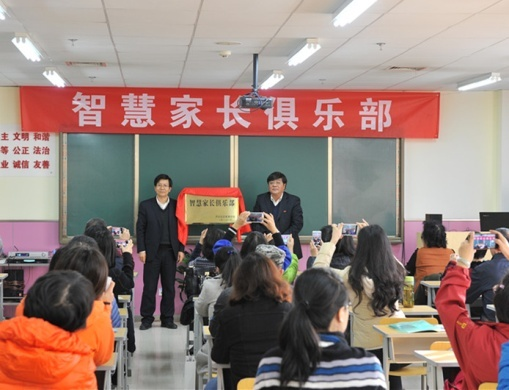 智慧家长俱乐部
主 文明 和谐
等 公正 法治
业 诚信 友善
智慧家长俱乐部